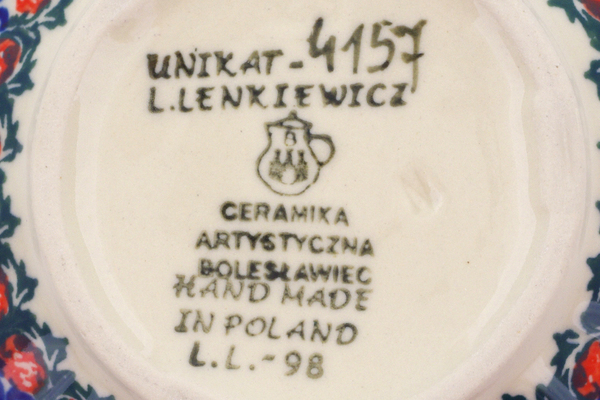 UNIKAT-4157
L.LENKIEWICZ
CERAMIKA
ARTYSTYCZNA
BOLESŁAWIEC
HAND MADE
IN POLAND
L.L.-98